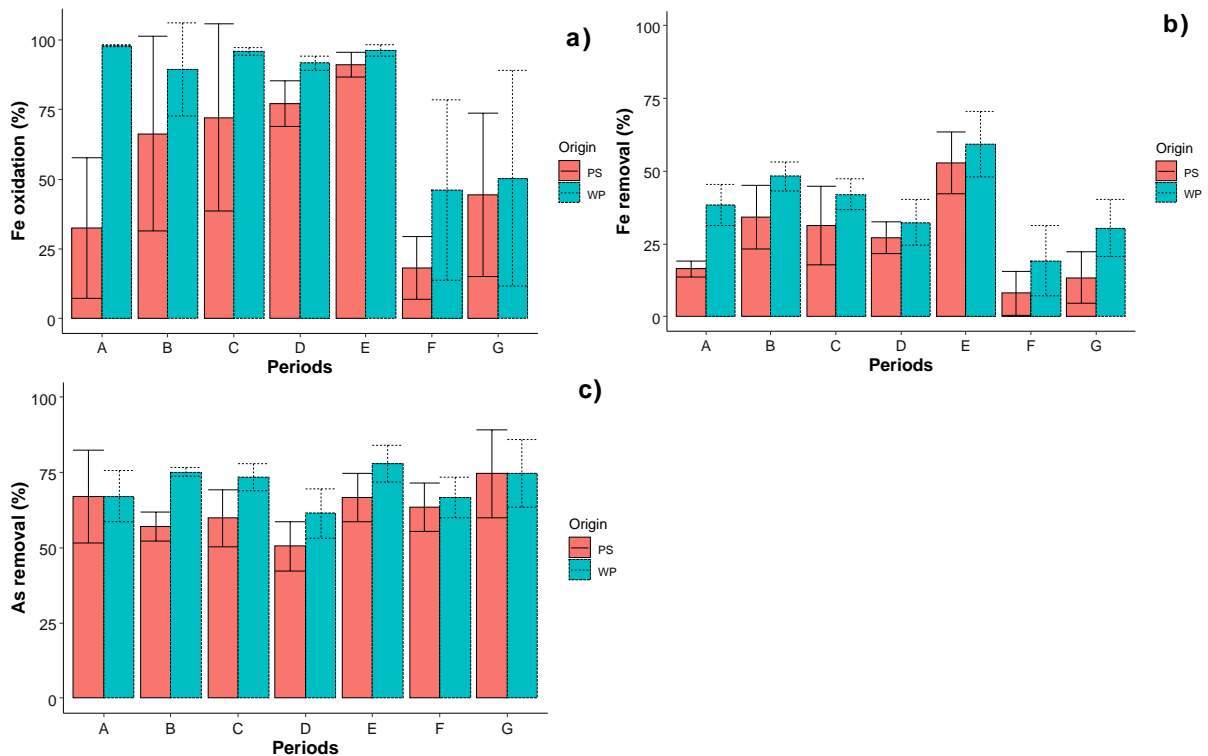 a)
Fe oxidation (%)
100
75
50
25
0
A B C D E F G
Periods
Origin
PS
WP
b)
Fe removal (%)
100
75
50
25
0
A B C D E F G
Periods
Origin
PS
WP
c)
As removal (%)
100
75
50
25
0
A B C D E F G
Periods
Origin
PS
WP